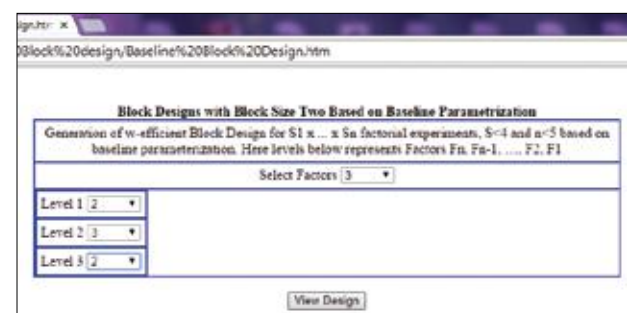 sign.htm ×
Block%20design/Baseline%20Block%20Design.htm
Block Designs with Block Size Two Based on Baseline Parametrization
Generation of w-efficient Block Design for S1 x ... x Sn factorial experiments, S<4 and n<5 based on
baseline parameterization. Here levels below represents Factors Fn, Fn-1, ...., F2, F1
Select Factors 3
Level 1 2
Level 2 3
Level 3 2
View Design